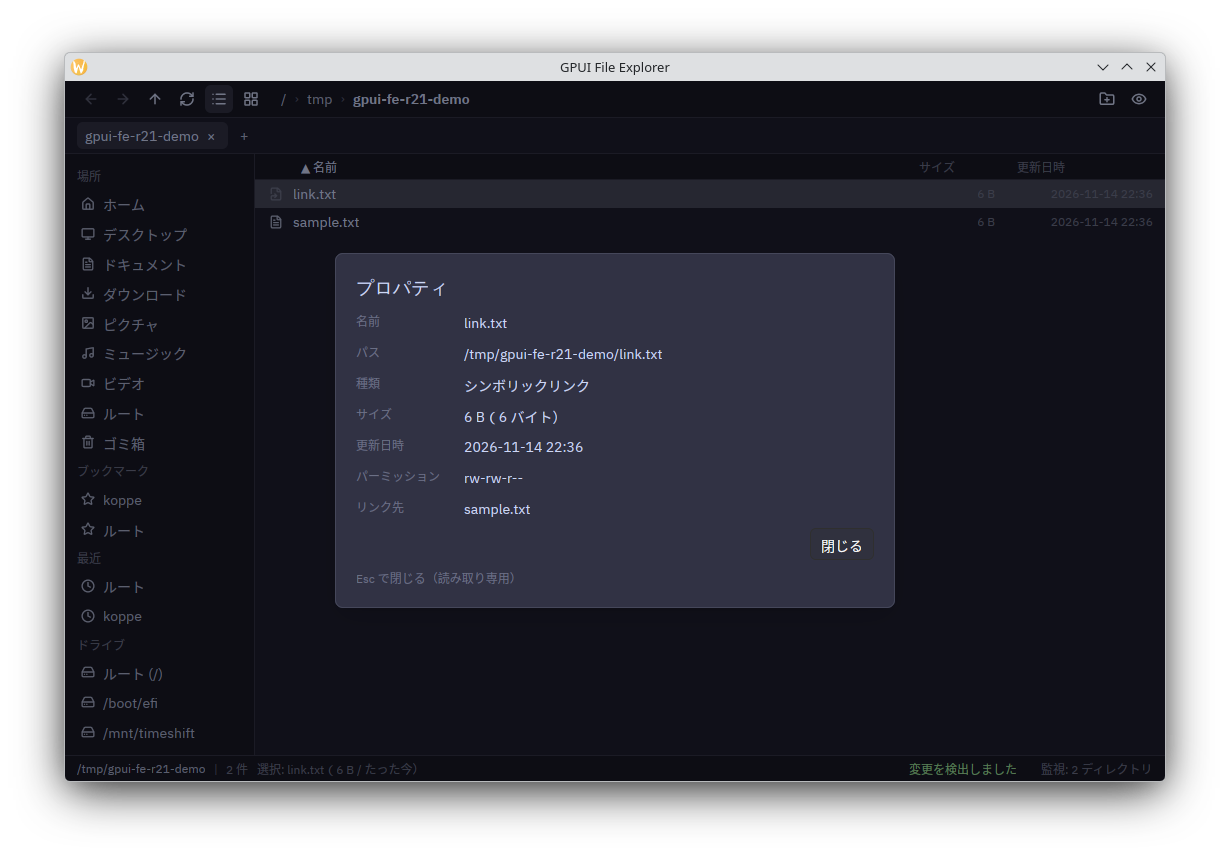 W
GPUI File Explorer
/ › tmp › gpui-fe-r21-demo
gpui-fe-r21-demo × +
場所
ホーム
デスクトップ
ドキュメント
ダウンロード
ピクチャ
ミュージック
ビデオ
ルート
ゴミ箱
ブックマーク
koppe
ルート
最近
ルート
koppe
ドライブ
ルート (/)
/boot/efi
/mnt/timeshift
▲名前 サイズ 更新日時
link.txt 6 B 2026-11-14 22:36
sample.txt 6 B 2026-11-14 22:36
プロパティ
名前 link.txt
パス /tmp/gpui-fe-r21-demo/link.txt
種類 シンボリックリンク
サイズ 6 B ( 6 バイト)
更新日時 2026-11-14 22:36
パーミッション rw-rw-r--
リンク先 sample.txt
閉じる
Esc で閉じる（読み取り専用）
/tmp/gpui-fe-r21-demo | 2 件 選択: link.txt ( 6 B / たった今) 変更を検出しました 監視: 2 ディレクトリ